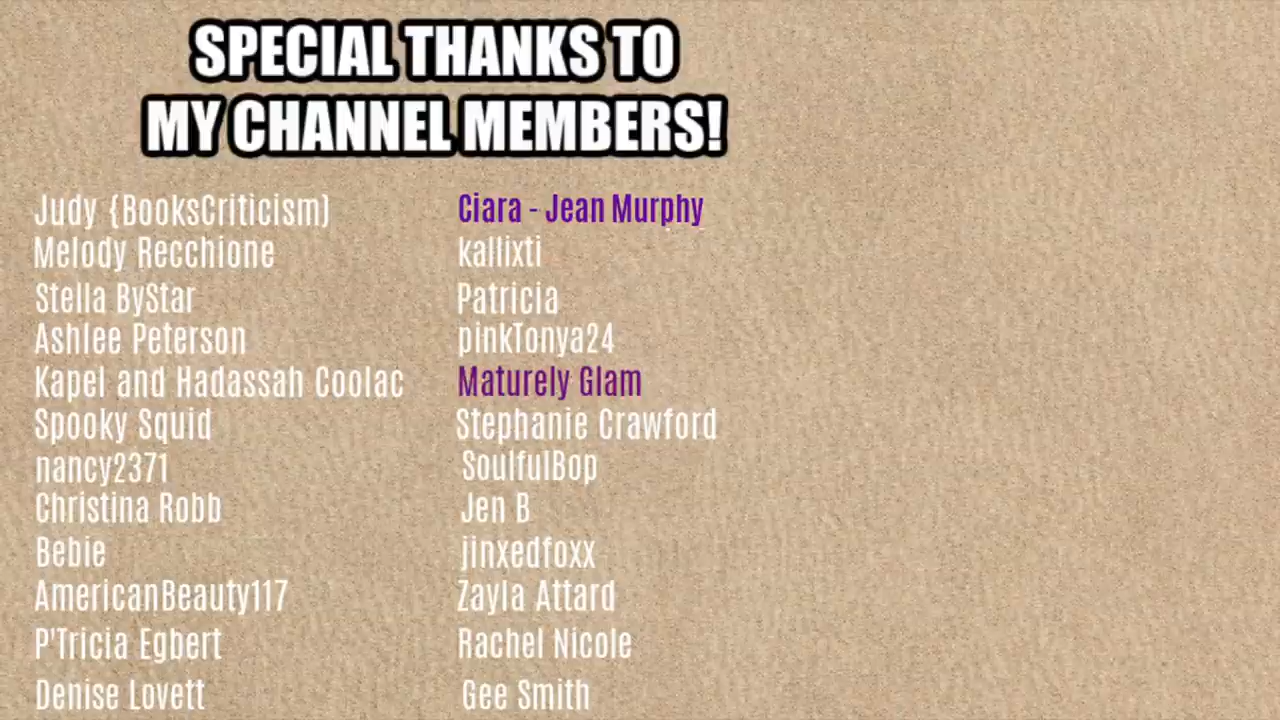 SPECIAL THANKS TO
MY CHANNEL MEMBERS!
Judy {BooksCriticism)
Melody Recchione
Stella ByStar
Ashlee Peterson
Kapel and Hadassah Coolac
Spooky Squid
nancy2371
Christina Robb
Bebie
AmericanBeauty117
P'Tricia Egbert
Denise Lovett
Ciara - Jean Murphy
kallixti
Patricia
pinkTonya24
Maturely Glam
Stephanie Crawford
SoulfulBop
Jen B
jinxedfoxx
Zayla Attard
Rachel Nicole
Gee Smith